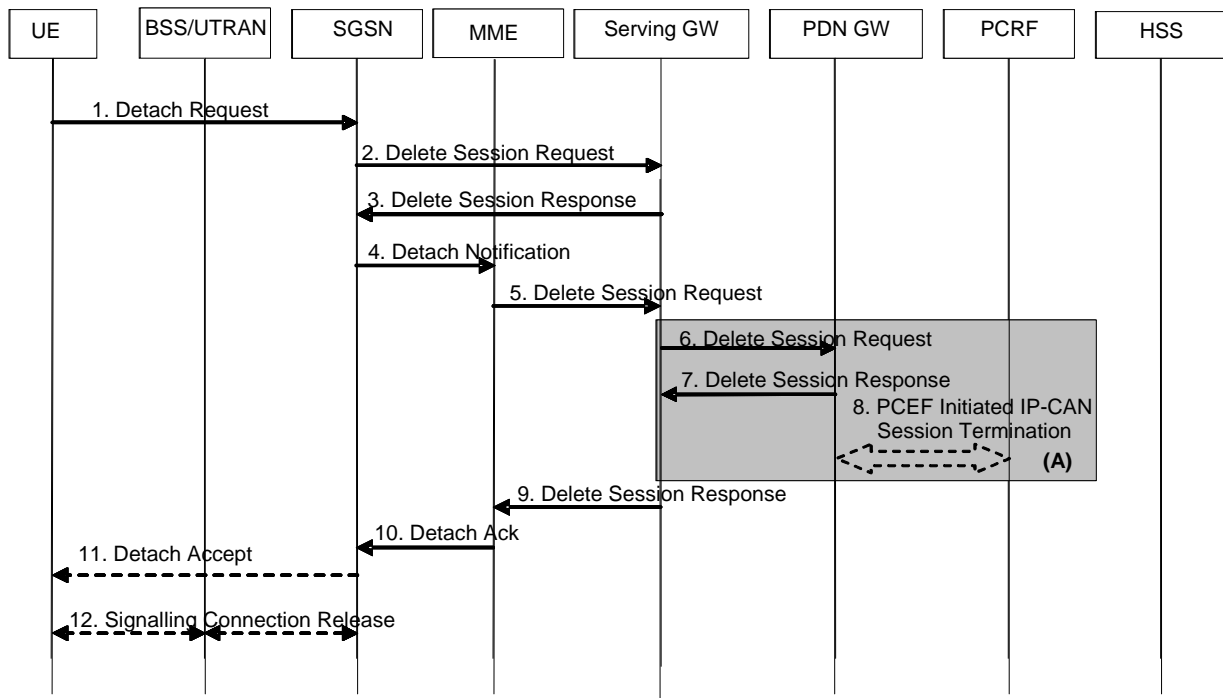 UE
BSS/UTRAN
SGSN
MME
Serving GW
PDN GW
PCRF
HSS
1. Detach Request
2. Delete Session Request
3. Delete Session Response
4. Detach Notification
5. Delete Session Request
6. Delete Session Request
7. Delete Session Response
8. PCEF Initiated IP-CAN
Session Termination
(A)
9. Delete Session Response
10. Detach Ack
11. Detach Accept
12. Signalling Connection Release